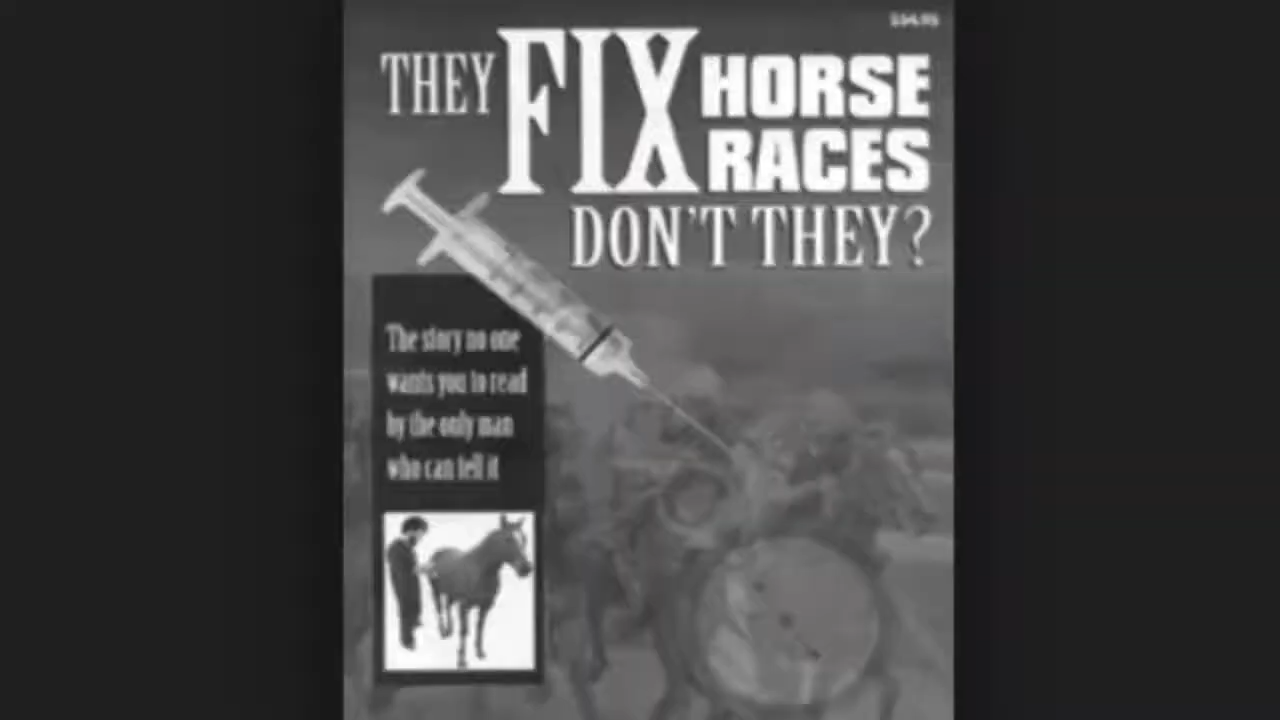 THEY FIX HORSE
RACES
DON'T THEY?
The story no one
wants you to read
by the only man
who can tell it